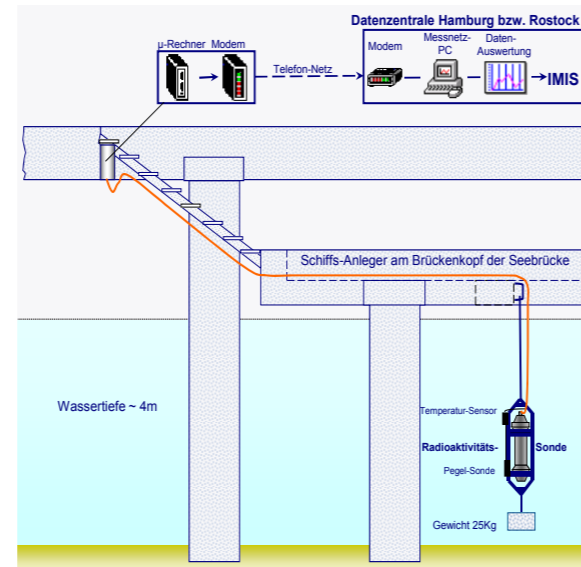 Datenzentrale Hamburg bzw. Rostock
µ-Rechner Modem
Telefon-Netz
Modem
Messnetz-
PC
Daten-
Auswertung
IMIS
Schiffs-Anleger am Brückenkopf der Seebrücke
Wassertiefe ~ 4m
Temperatur-Sensor
Radioaktivitäts- Sonde
Pegel-Sonde
Gewicht 25Kg